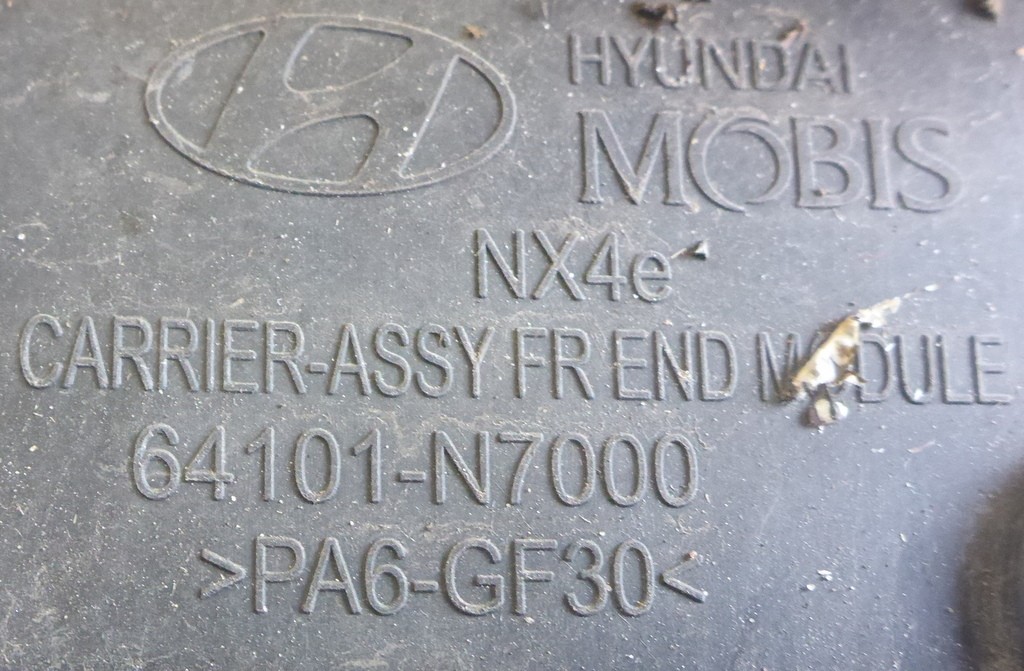 HYUNDAI
MOBIS
NX4e
CARRIER-ASSY FR END MODULE
64101-N7000
>PA6-GF30<